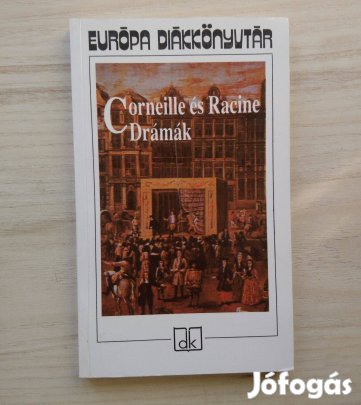 EURÓPA DIÁKKÖNYVTÁR
Corneille és Racine
Drámák
dk
Jófogás